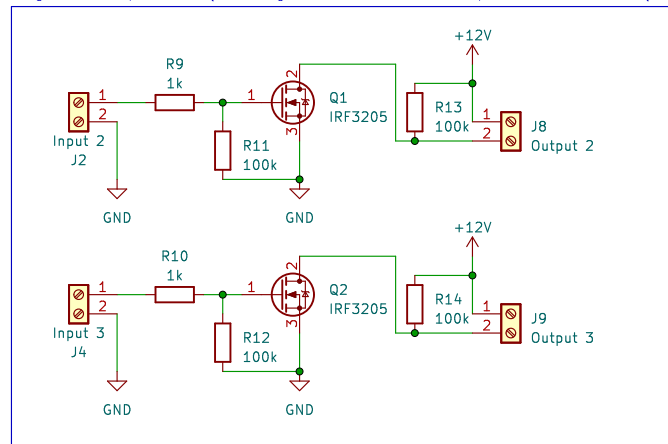 +12V
R9
1k
1
2
Input 2
J2
1
2
3
Q1
IRF3205
R11
100k
R13
100k
1
2
J8
Output 2
GND
GND
+12V
R10
1k
1
2
Input 3
J4
1
2
3
Q2
IRF3205
R12
100k
R14
100k
1
2
J9
Output 3
GND
GND